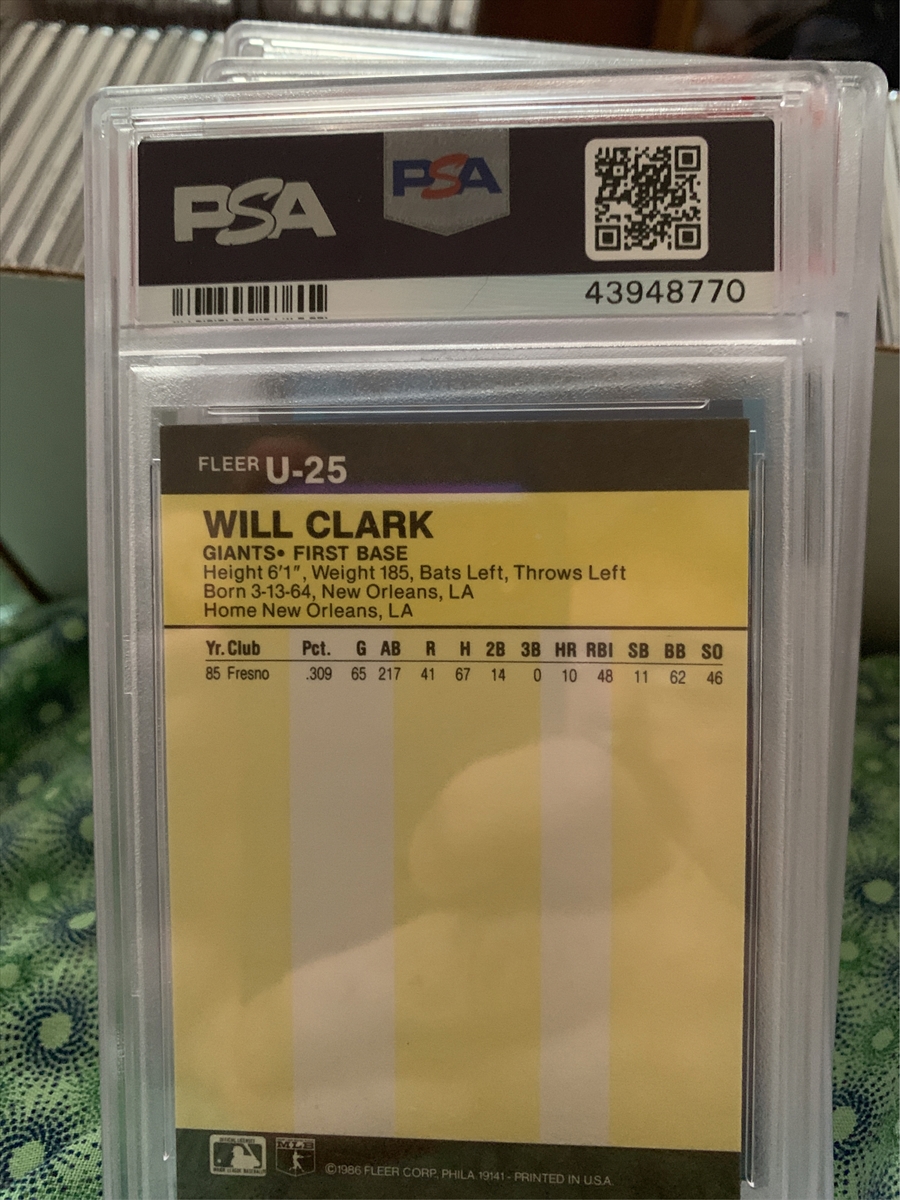 PSA PSA
43948770
FLEER U-25
WILL CLARK
GIANTS• FIRST BASE
Height 6'1", Weight 185, Bats Left, Throws Left
Born 3-13-64, New Orleans, LA
Home New Orleans, LA
Yr. Club Pct. G AB R H 2B 3B HR RBI SB BB SO
85 Fresno .309 65 217 41 67 14 0 10 48 11 62 46
MLB
©1986 FLEER CORP. PHILA. 19141 - PRINTED IN U.S.A.